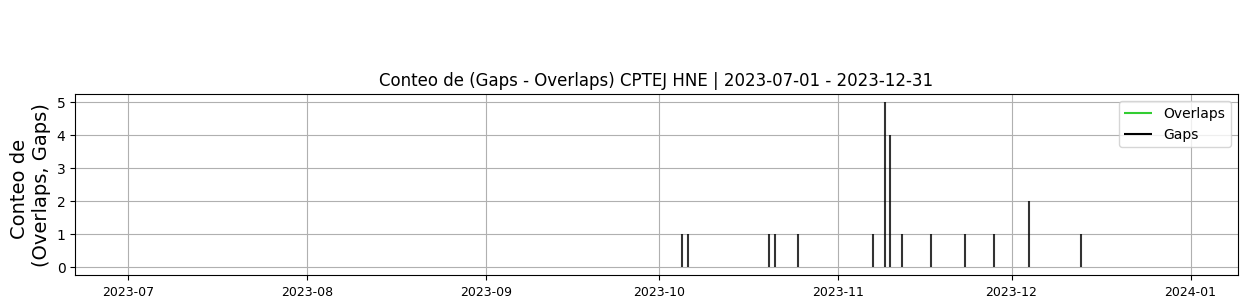 Conteo de (Gaps - Overlaps) CPTEJ HNE | 2023-07-01 - 2023-12-31
Conteo de
(Overlaps, Gaps)
5
4
3
2
1
0
Overlaps
Gaps
2023-07
2023-08
2023-09
2023-10
2023-11
2023-12
2024-01